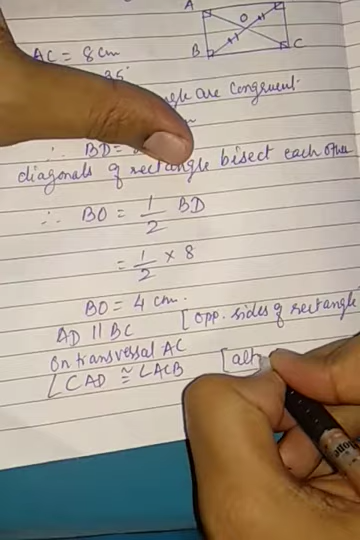 A
O
B
C
AC = 8 cm
35°
are congruent
∴ BD =
diagonals of rectangle bisect each other
∴ BO = 1/2 BD
= 1/2 × 8
BO = 4 cm.
AD || BC [opp. sides of rectangle
On transversal AC
∠CAD ≅ ∠ACB [alt